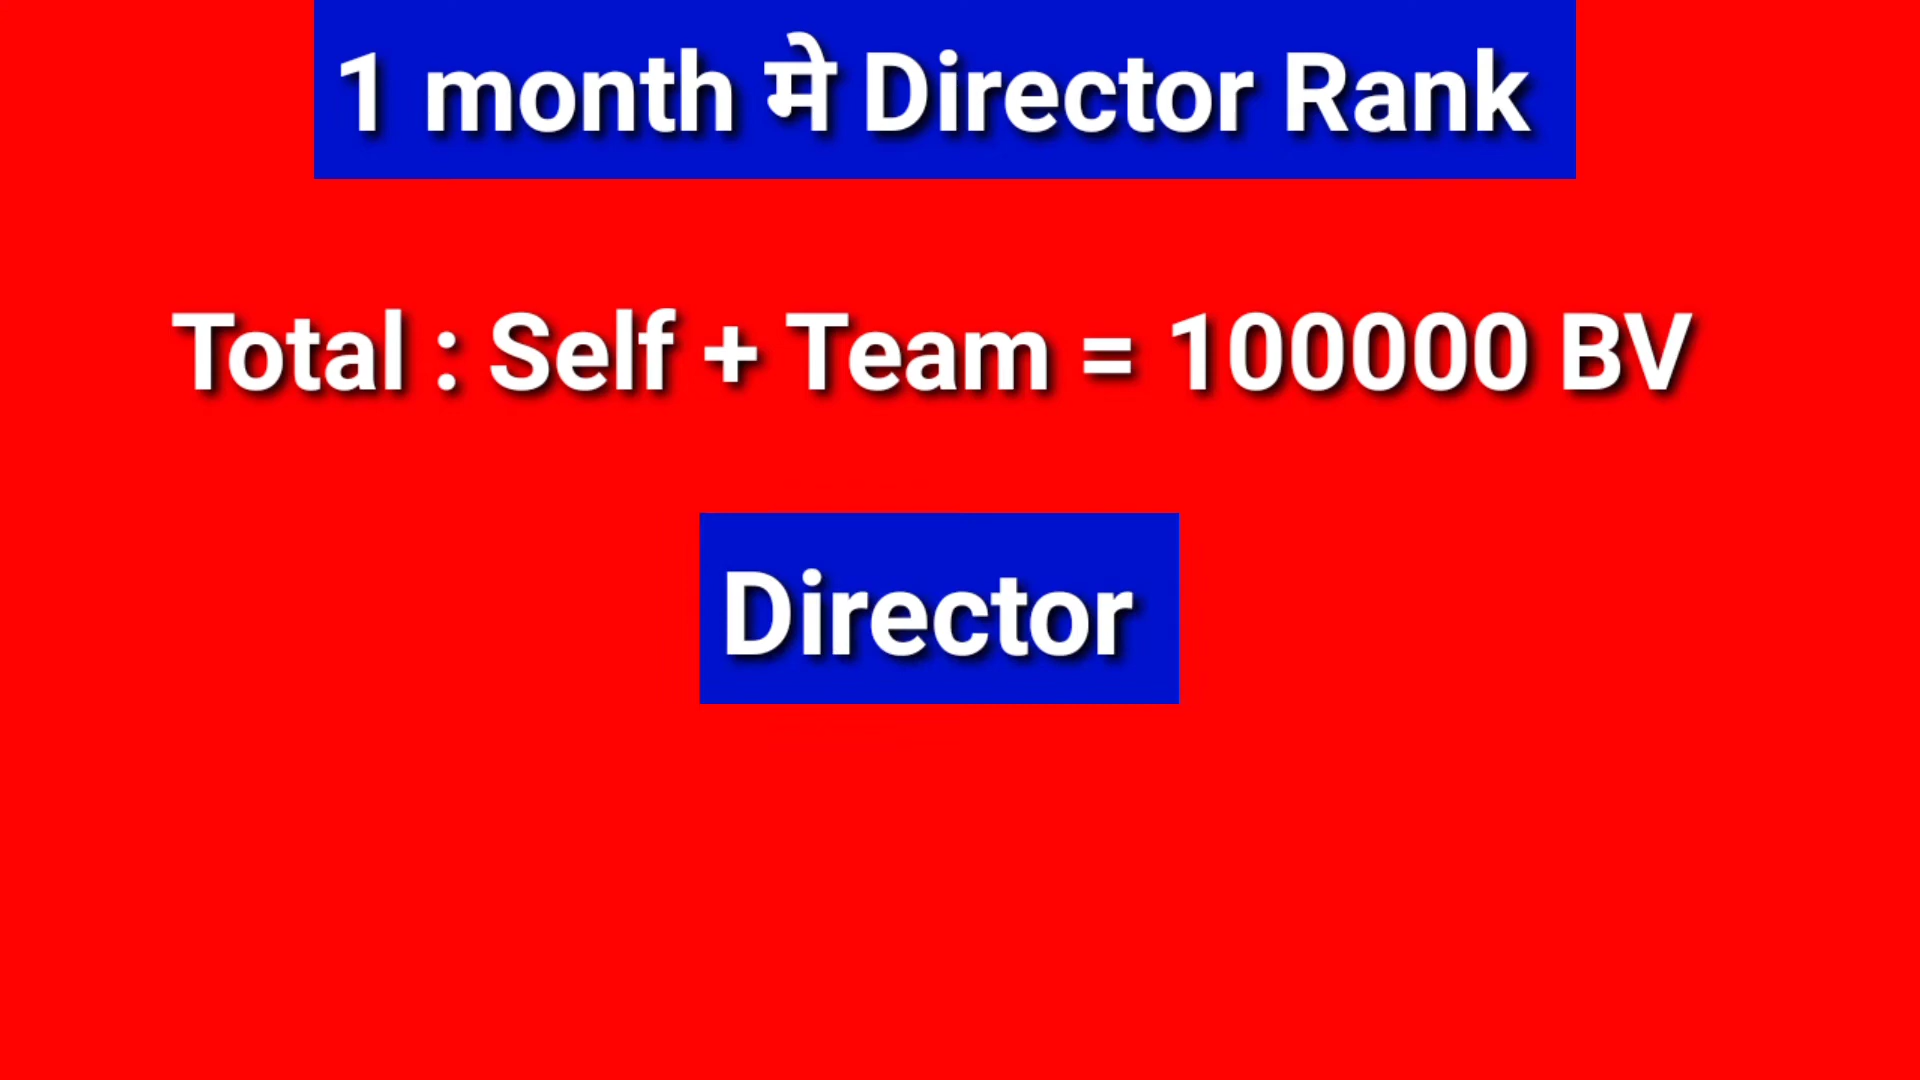 1 month मे Director Rank
Total : Self + Team = 100000 BV
Director